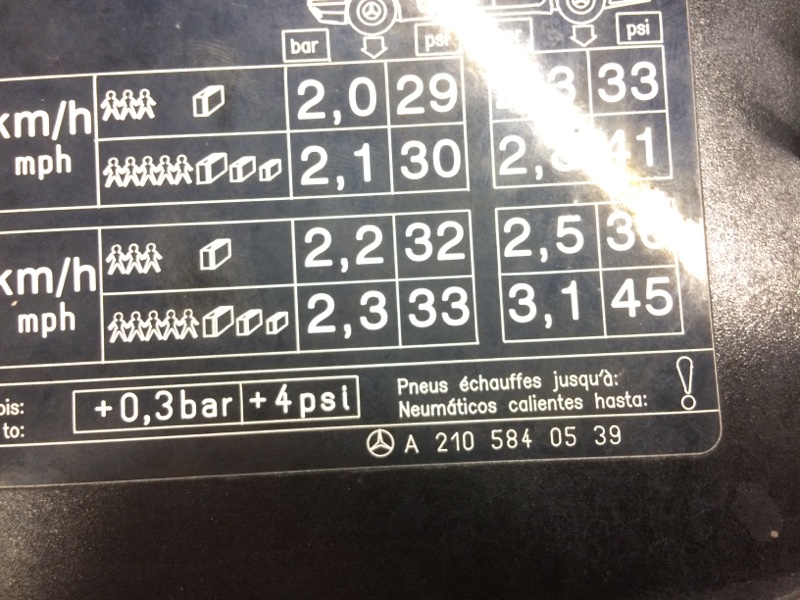 bar psi psi
km/h 2,0 29 33
mph 2,1 30 41
km/h 2,2 32 2,5
mph 2,3 33 3,1 45
+0,3bar +4psi
Pneus échauffes jusqu'à:
to: Neumáticos calientes hasta: !
A 210 584 05 39